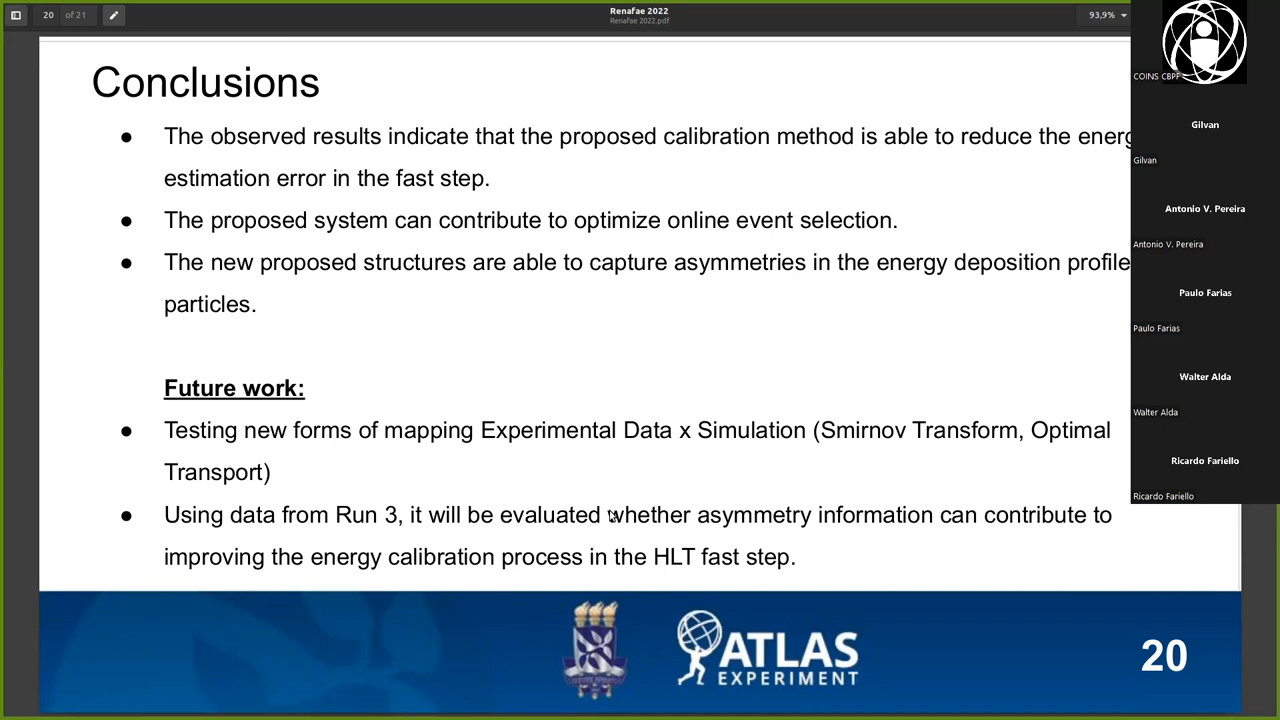 20 of 21
Renafae 2022
Renafae 2022.pdf
93,9%
Conclusions
● The observed results indicate that the proposed calibration method is able to reduce the
estimation error in the fast step.
● The proposed system can contribute to optimize online event selection.
● The new proposed structures are able to capture asymmetries in the energy deposition profile
particles.
Future work:
● Testing new forms of mapping Experimental Data x Simulation (Smirnov Transform, Optimal
Transport)
● Using data from Run 3, it will be evaluated whether asymmetry information can contribute to
improving the energy calibration process in the HLT fast step.
ATLAS
EXPERIMENT
20
COINS CBPF
Gilvan
Gilvan
Antonio V. Pereira
Antonio V. Pereira
Paulo Farias
Paulo Farias
Walter Alda
Walter Alda
Ricardo Fariello
Ricardo Fariello